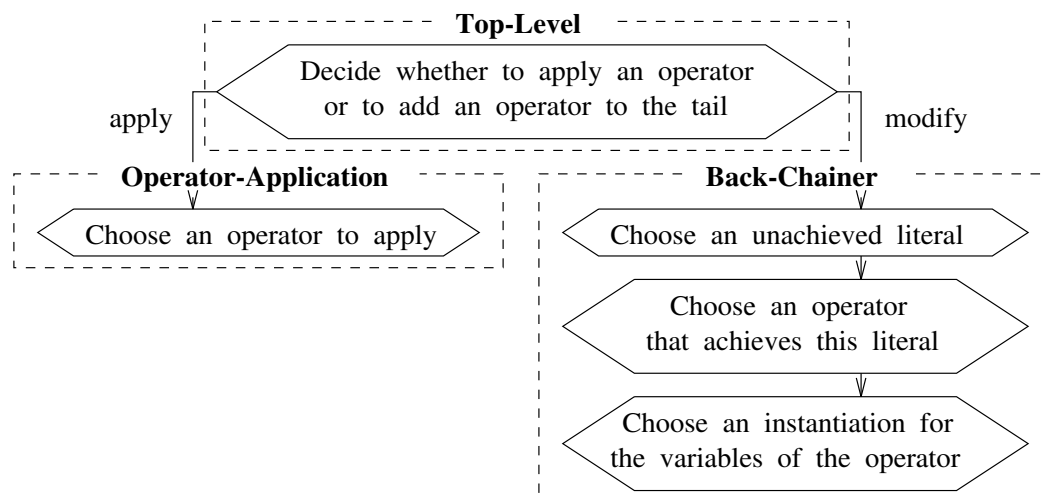 Top-Level
Decide whether to apply an operator
or to add an operator to the tail
apply
modify
Operator-Application
Choose an operator to apply
Back-Chainer
Choose an unachieved literal
Choose an operator
that achieves this literal
Choose an instantiation for
the variables of the operator